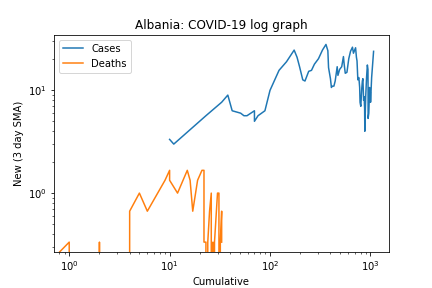 Albania: COVID-19 log graph
Cases
Deaths
New (3 day SMA)
10¹
10⁰
10⁰
10¹
10²
10³
Cumulative